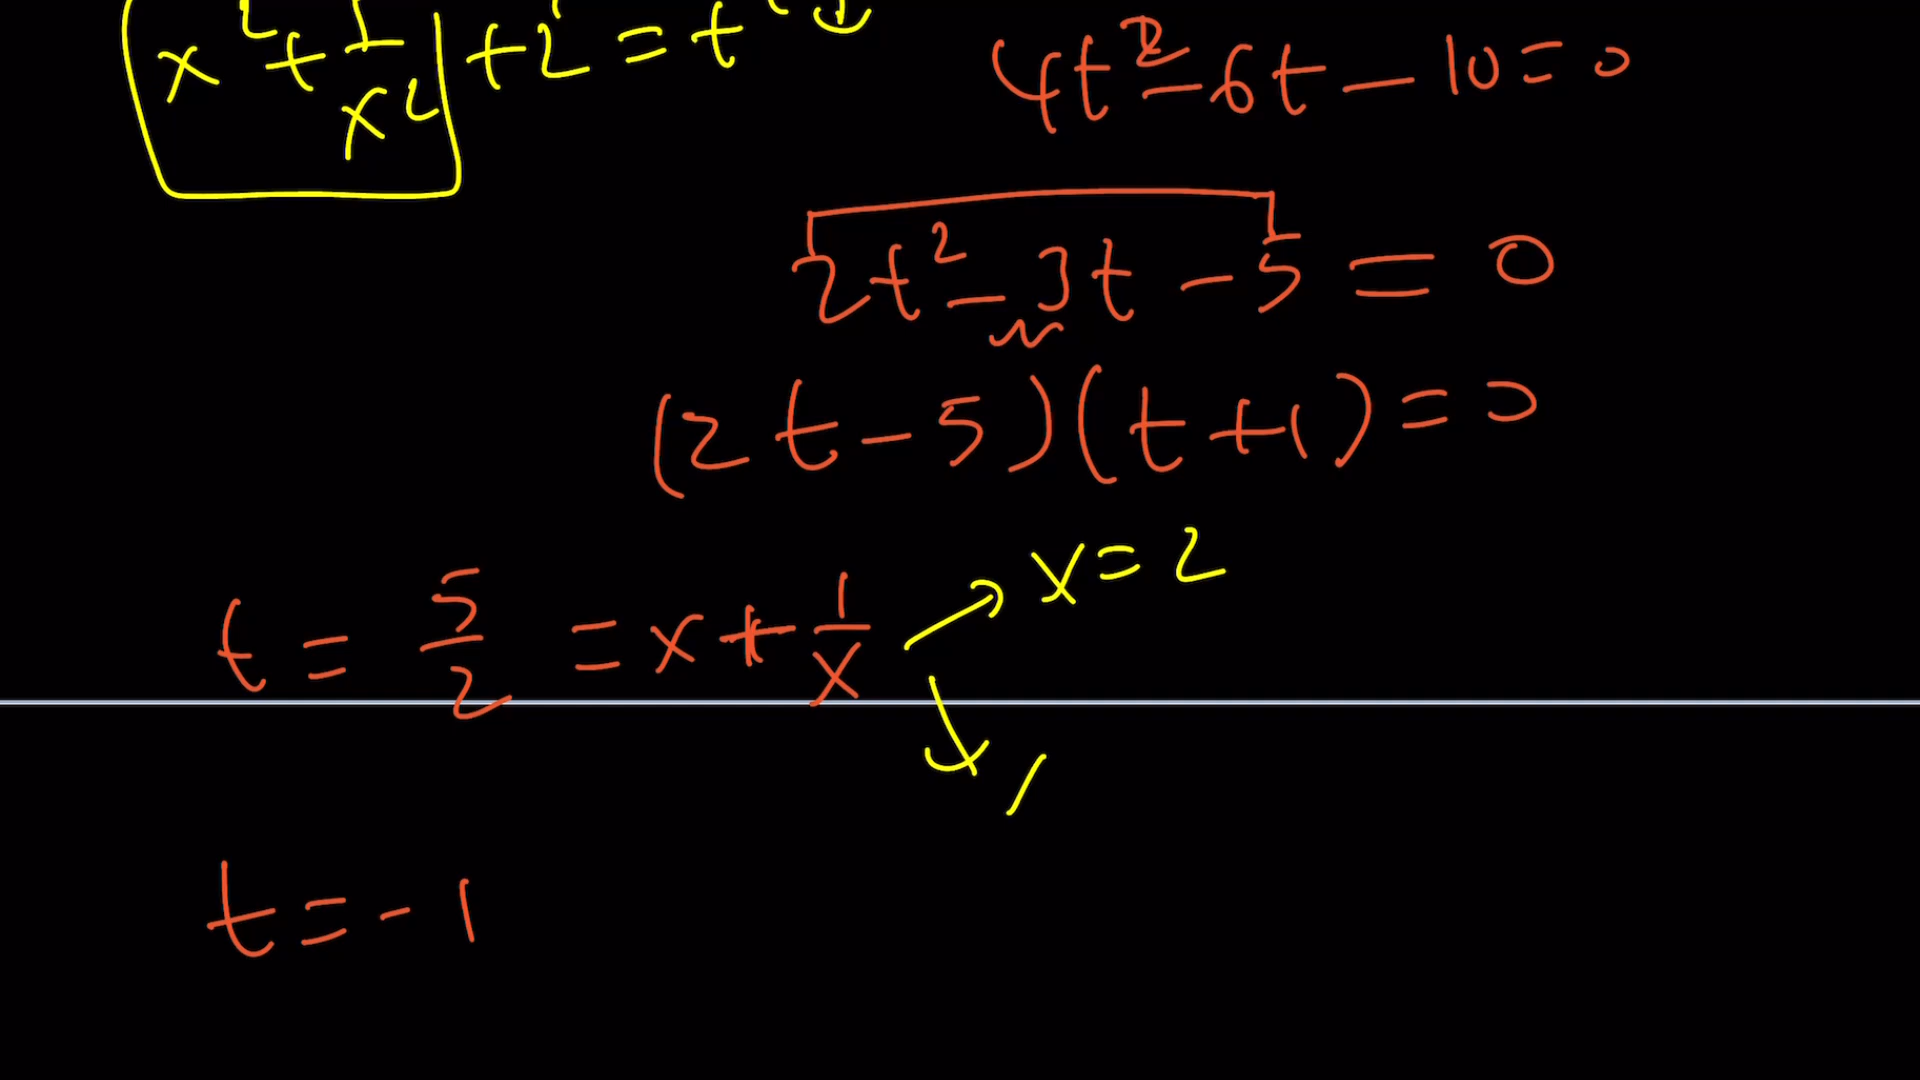 x² + 1/x² + 2 = t²
4t² - 6t - 10 = 0
2t² - 3t - 5 = 0
(2t - 5)(t + 1) = 0
x = 2
t = 5/2 = x + 1/x
t = -1